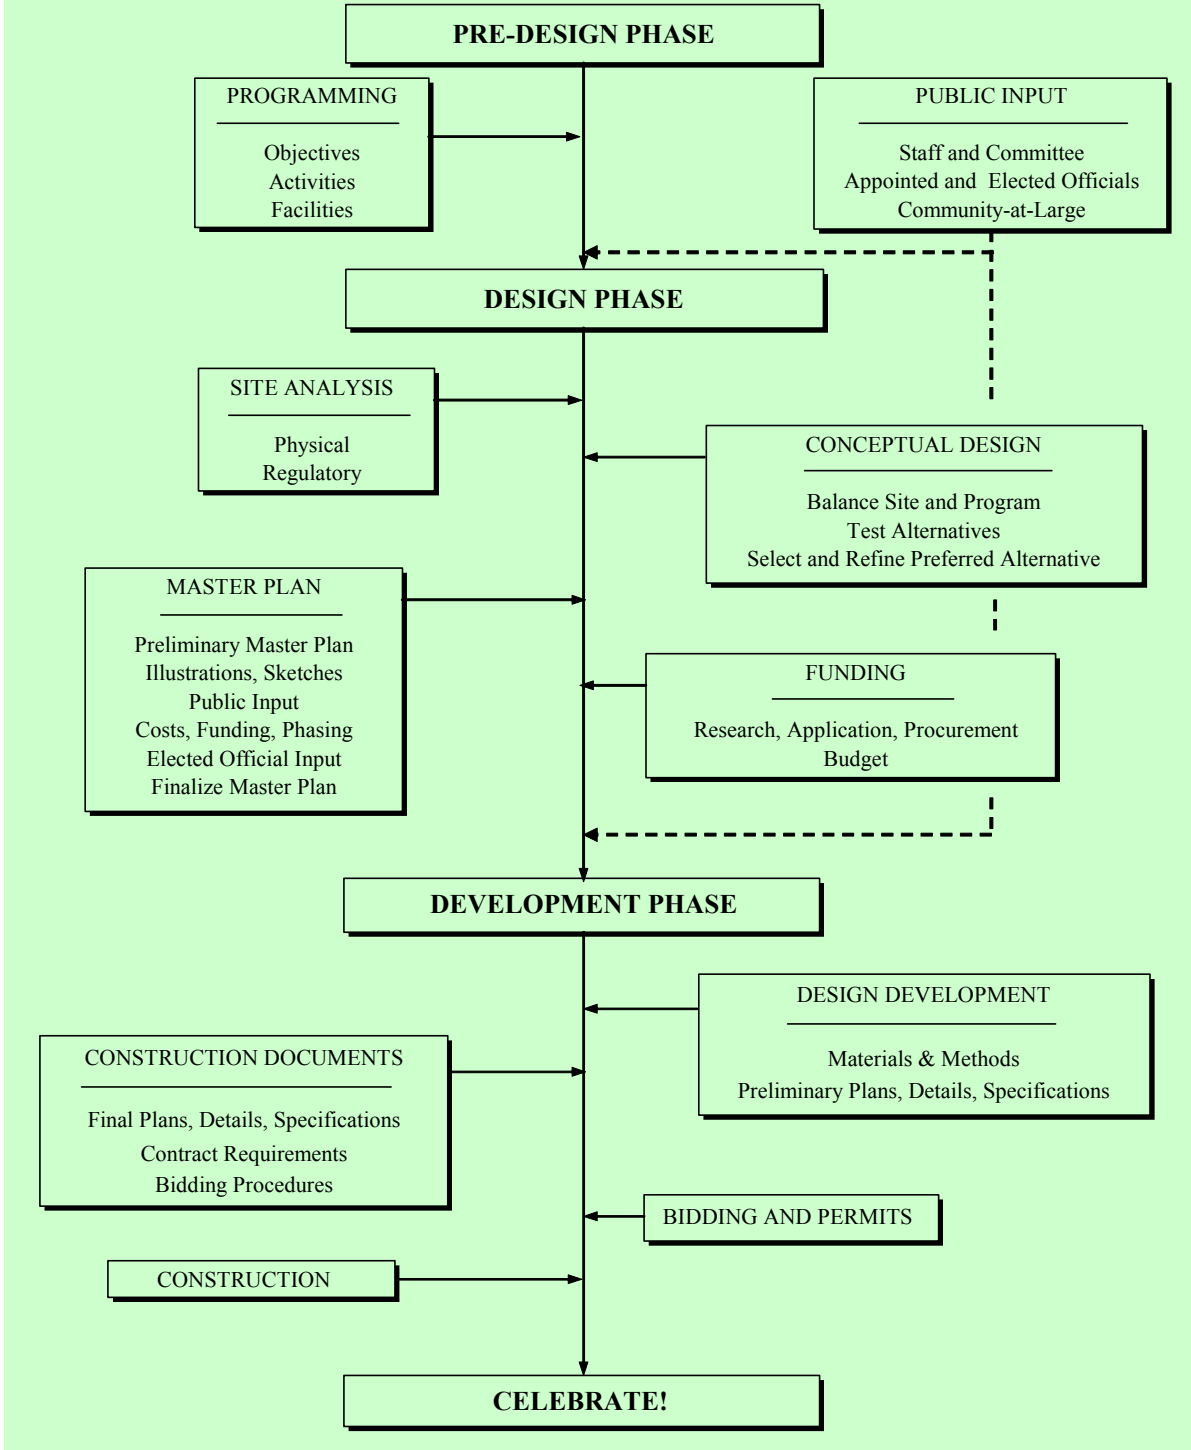 PRE-DESIGN PHASE
PROGRAMMING
Objectives
Activities
Facilities
PUBLIC INPUT
Staff and Committee
Appointed and Elected Officials
Community-at-Large
DESIGN PHASE
SITE ANALYSIS
Physical
Regulatory
CONCEPTUAL DESIGN
Balance Site and Program
Test Alternatives
Select and Refine Preferred Alternative
MASTER PLAN
Preliminary Master Plan
Illustrations, Sketches
Public Input
Costs, Funding, Phasing
Elected Official Input
Finalize Master Plan
FUNDING
Research, Application, Procurement
Budget
DEVELOPMENT PHASE
DESIGN DEVELOPMENT
Materials & Methods
Preliminary Plans, Details, Specifications
CONSTRUCTION DOCUMENTS
Final Plans, Details, Specifications
Contract Requirements
Bidding Procedures
BIDDING AND PERMITS
CONSTRUCTION
CELEBRATE!